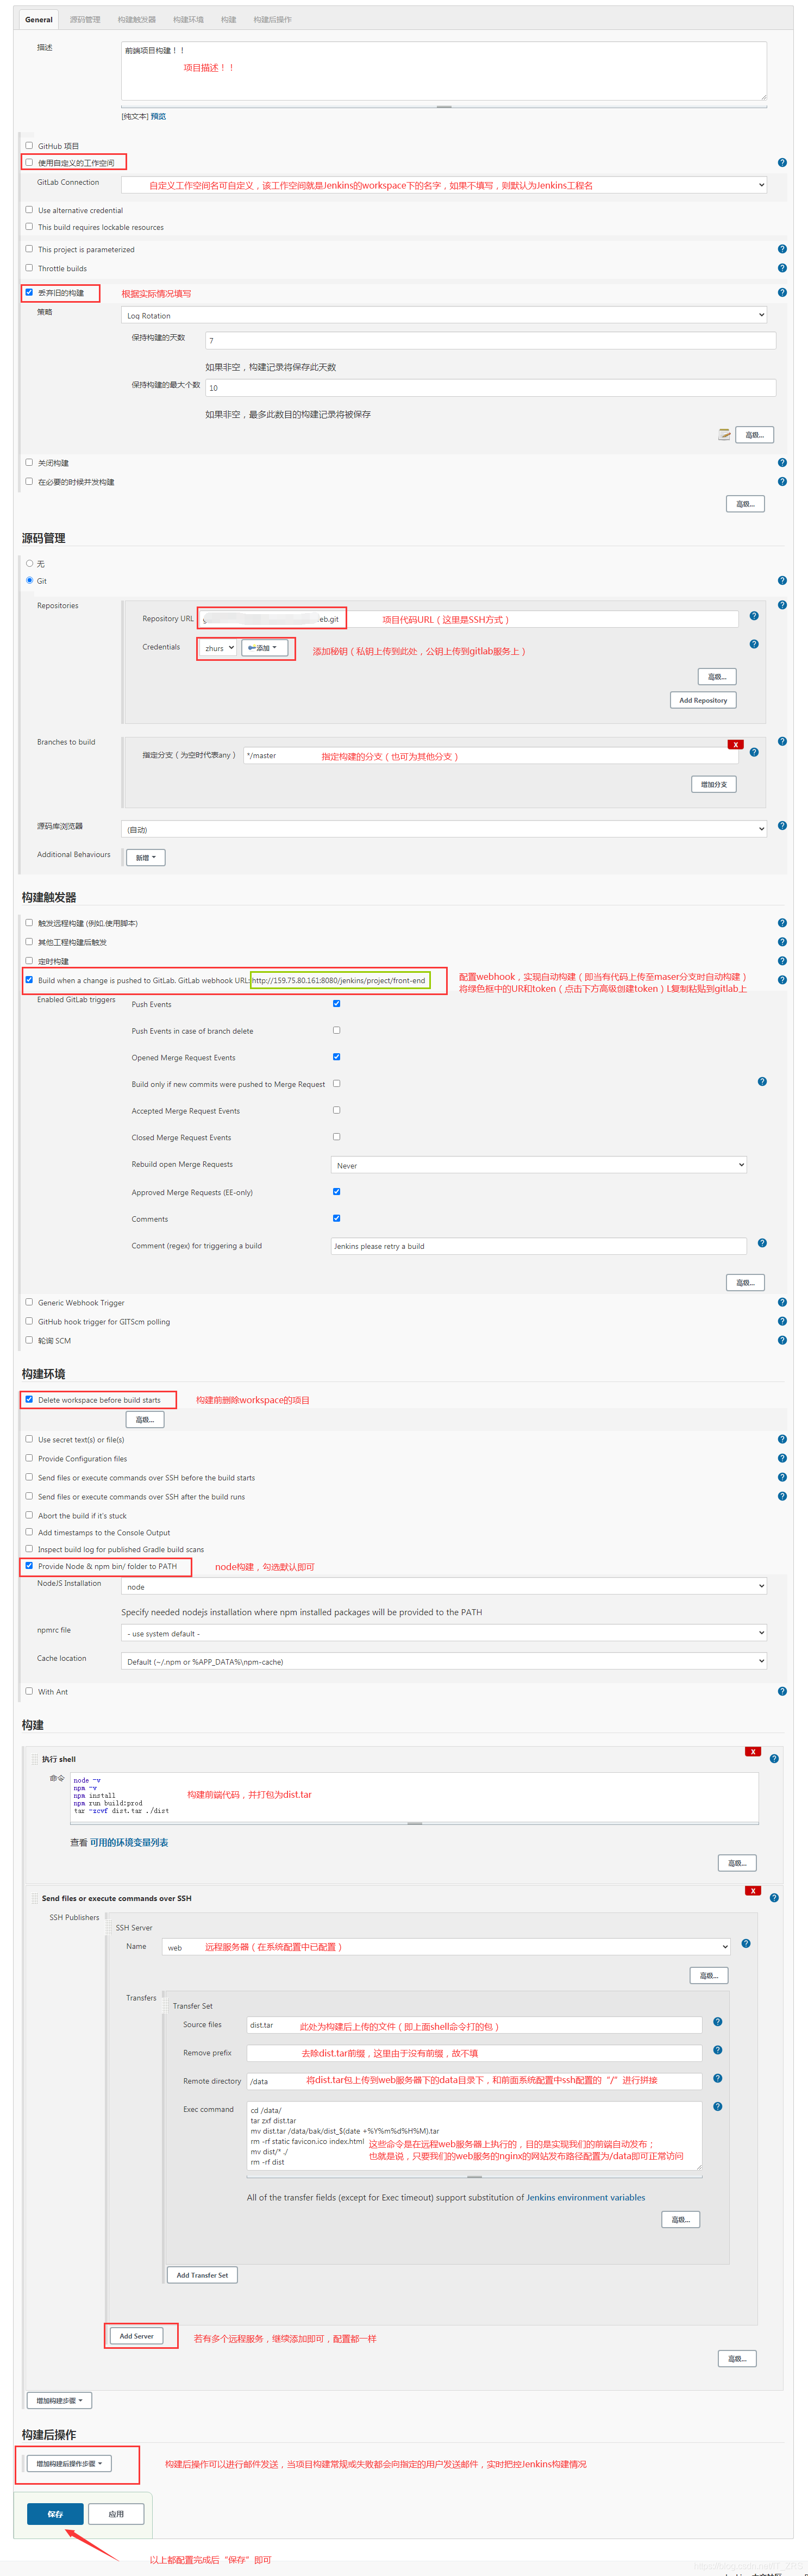 General 源码管理 构建触发器 构建环境 构建 构建后操作
描述
前端项目构建！！
项目描述！！
[纯文本] 预览
GitHub 项目
使用自定义的工作空间
GitLab Connection
自定义工作空间名可自定义，该工作空间就是Jenkins的workspace下的名字，如果不填写，则默认为Jenkins工程名
Use alternative credential
This build requires lockable resources
This project is parameterized
Throttle builds
丢弃旧的构建
根据实际情况填写
策略
Log Rotation
保持构建的天数
7
如果非空，构建记录将保存此天数
保持构建的最大个数
10
如果非空，最多此数目的构建记录将被保存
高级...
关闭构建
在必要的时候并发构建
高级...
源码管理
无
Git
Repositories
Repository URL
eb.git
项目代码URL（这里是SSH方式）
Credentials
zhurs
添加
添加秘钥（私钥上传到此处，公钥上传到gitlab服务上）
高级...
Add Repository
Branches to build
X
指定分支（为空时代表any）
*/master
指定构建的分支（也可为其他分支）
增加分支
源码库浏览器
(自动)
Additional Behaviours
新增
构建触发器
触发远程构建 (例如,使用脚本)
其他工程构建后触发
定时构建
Build when a change is pushed to GitLab. GitLab webhook URL: http://159.75.80.161:8080/jenkins/project/front-end
配置webhook，实现自动构建（即当有代码上传至maser分支时自动构建）
将绿色框中的UR和token（点击下方高级创建token）L复制粘贴到gitlab上
Enabled GitLab triggers
Push Events
Push Events in case of branch delete
Opened Merge Request Events
Build only if new commits were pushed to Merge Request
Accepted Merge Request Events
Closed Merge Request Events
Rebuild open Merge Requests
Never
Approved Merge Requests (EE-only)
Comments
Comment (regex) for triggering a build
Jenkins please retry a build
高级...
Generic Webhook Trigger
GitHub hook trigger for GITScm polling
轮询 SCM
构建环境
Delete workspace before build starts
构建前删除workspace的项目
高级...
Use secret text(s) or file(s)
Provide Configuration files
Send files or execute commands over SSH before the build starts
Send files or execute commands over SSH after the build runs
Abort the build if it's stuck
Add timestamps to the Console Output
Inspect build log for published Gradle build scans
Provide Node & npm bin/ folder to PATH
node构建，勾选默认即可
NodeJS Installation
node
Specify needed nodejs installation where npm installed packages will be provided to the PATH
npmrc file
- use system default -
Cache location
Default (~/.npm or %APP_DATA%\npm-cache)
With Ant
构建
X
执行 shell
命令
node -v
npm -v
npm install
npm run build:prod
tar -zcvf dist.tar ./dist
构建前端代码，并打包为dist.tar
查看 可用的环境变量列表
高级...
X
Send files or execute commands over SSH
SSH Publishers
SSH Server
Name
web
远程服务器（在系统配置中已配置）
高级...
Transfers
Transfer Set
Source files
dist.tar
此处为构建后上传的文件（即上面shell命令打的包）
Remove prefix
去除dist.tar前缀，这里由于没有前缀，故不填
Remote directory
/data
将dist.tar包上传到web服务器下的data目录下，和前面系统配置中ssh配置的“/”进行拼接
Exec command
cd /data/
tar zxf dist.tar
mv dist.tar /data/bak/dist_$(date +%Y%m%d%H%M).tar
rm -rf static favicon.ico index.html
mv dist/* ./
rm -rf dist
这些命令是在远程web服务器上执行的，目的是实现我们的前端自动发布；
也就是说，只要我们的web服务的nginx的网站发布路径配置为/data即可正常访问
All of the transfer fields (except for Exec timeout) support substitution of Jenkins environment variables
高级...
Add Transfer Set
Add Server
若有多个远程服务，继续添加即可，配置都一样
高级...
增加构建步骤
构建后操作
增加构建后操作步骤
构建后操作可以进行邮件发送，当项目构建常规或失败都会向指定的用户发送邮件，实时把控Jenkins构建情况
保存
应用
以上都配置完成后“保存”即可